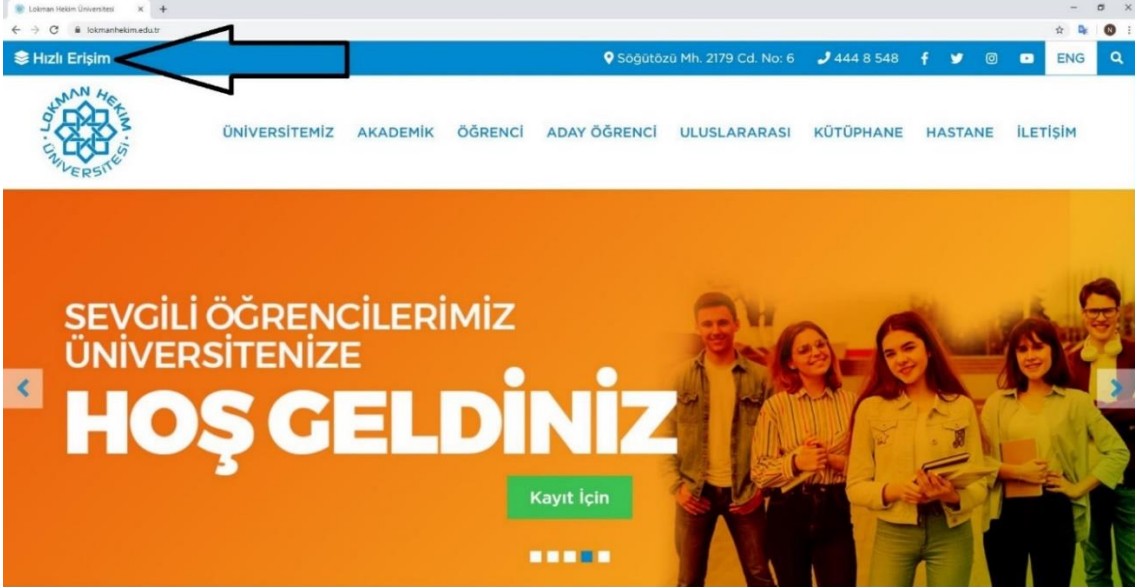 Lokman Hekim Üniversitesi
lokmanhekim.edu.tr
Hızlı Erişim
Söğütözü Mh. 2179 Cd. No: 6 444 8 548 ENG
LOKMAN HEKİM ÜNİVERSİTESİ
ÜNİVERSİTEMİZ AKADEMİK ÖĞRENCİ ADAY ÖĞRENCİ ULUSLARARASI KÜTÜPHANE HASTANE İLETİŞİM
SEVGİLİ ÖĞRENCİLERİMİZ
ÜNİVERSİTENİZE
HOŞ GELDİNİZ
Kayıt İçin